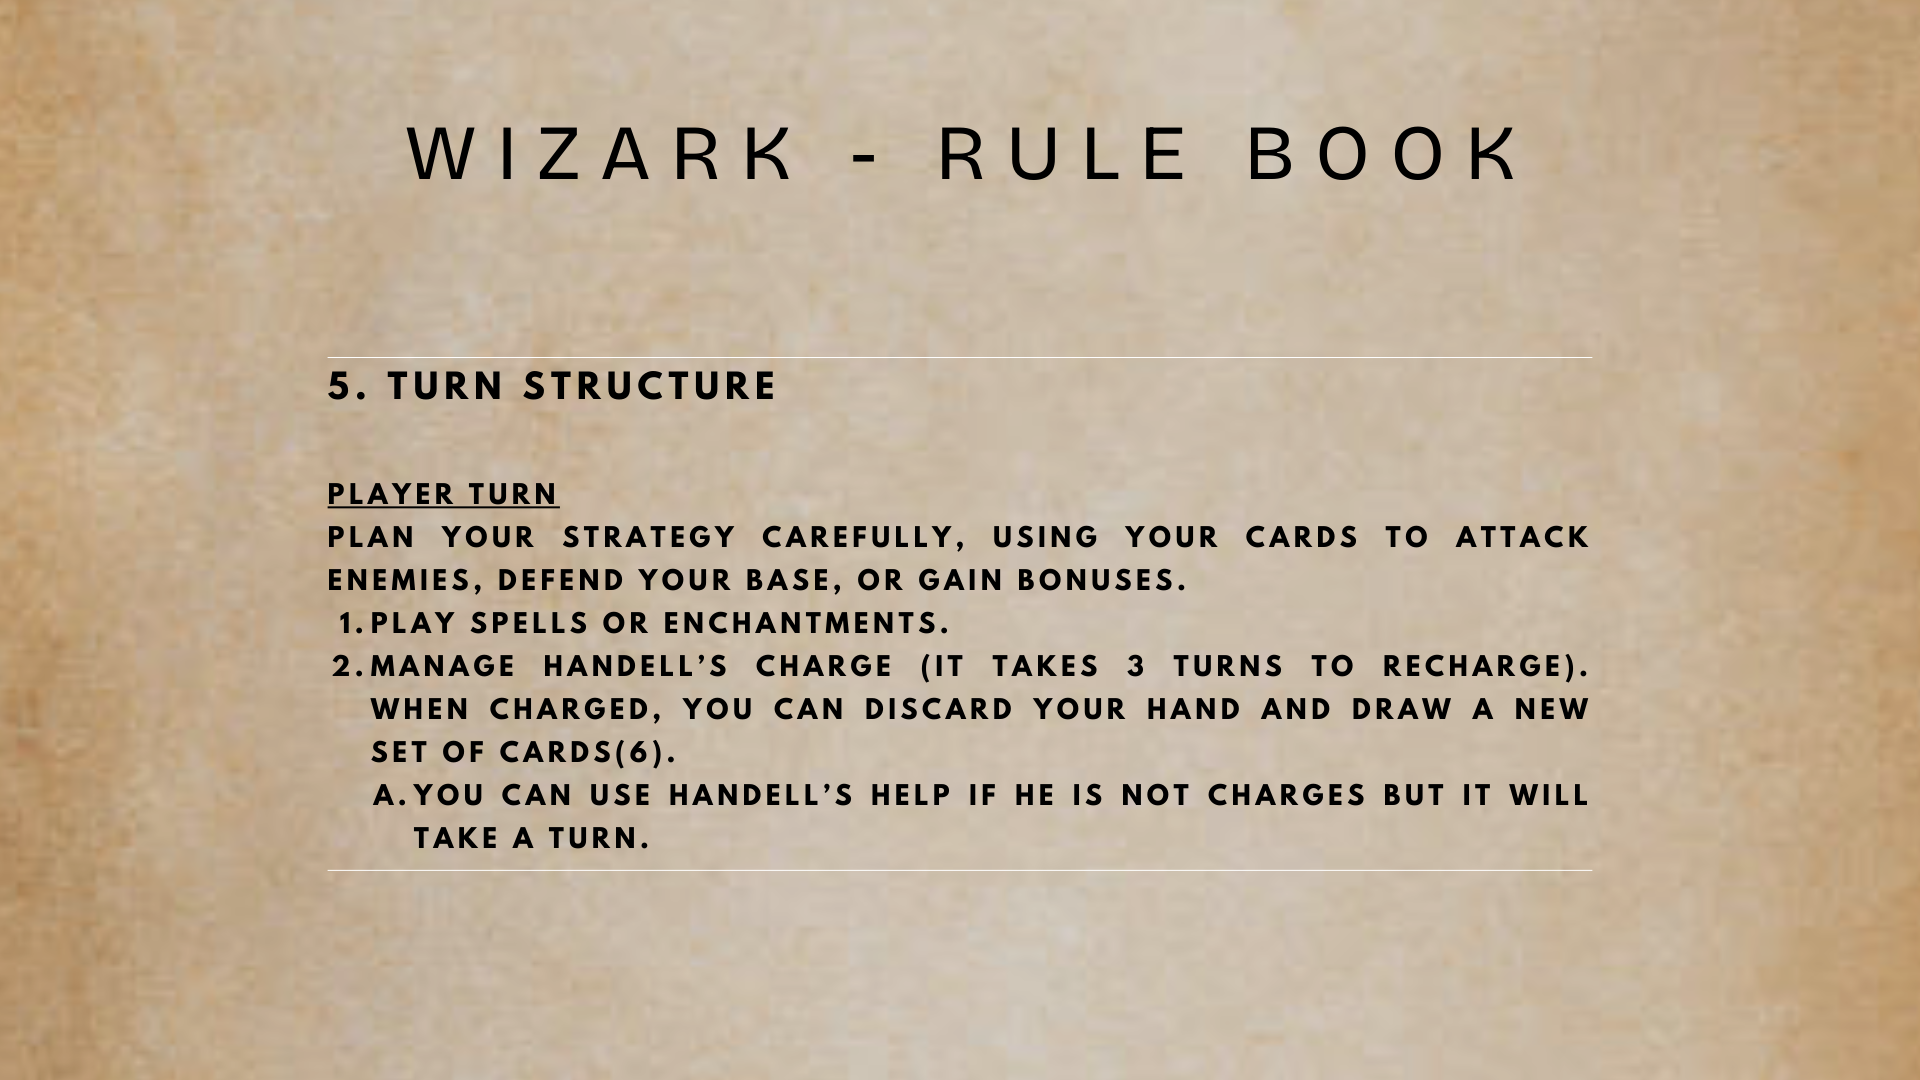 WIZARK - RULE BOOK
5. TURN STRUCTURE
PLAYER TURN
PLAN YOUR STRATEGY CAREFULLY, USING YOUR CARDS TO ATTACK
ENEMIES, DEFEND YOUR BASE, OR GAIN BONUSES.
1. PLAY SPELLS OR ENCHANTMENTS.
2. MANAGE HANDELL’S CHARGE (IT TAKES 3 TURNS TO RECHARGE).
WHEN CHARGED, YOU CAN DISCARD YOUR HAND AND DRAW A NEW
SET OF CARDS(6).
A. YOU CAN USE HANDELL’S HELP IF HE IS NOT CHARGES BUT IT WILL
TAKE A TURN.